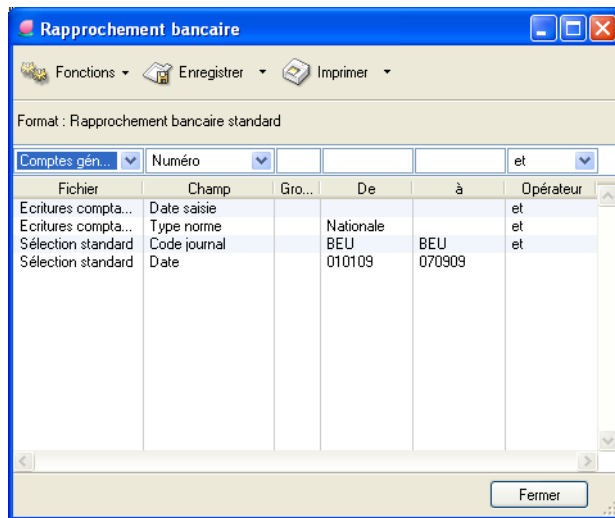 Rapprochement bancaire
Fonctions Enregistrer Imprimer
Format : Rapprochement bancaire standard
Comptes gén... Numéro et
Fichier Champ Gro... De à Opérateur
Ecritures compta... Date saisie et
Ecritures compta... Type norme Nationale et
Sélection standard Code journal BEU BEU et
Sélection standard Date 010109 070909
Fermer